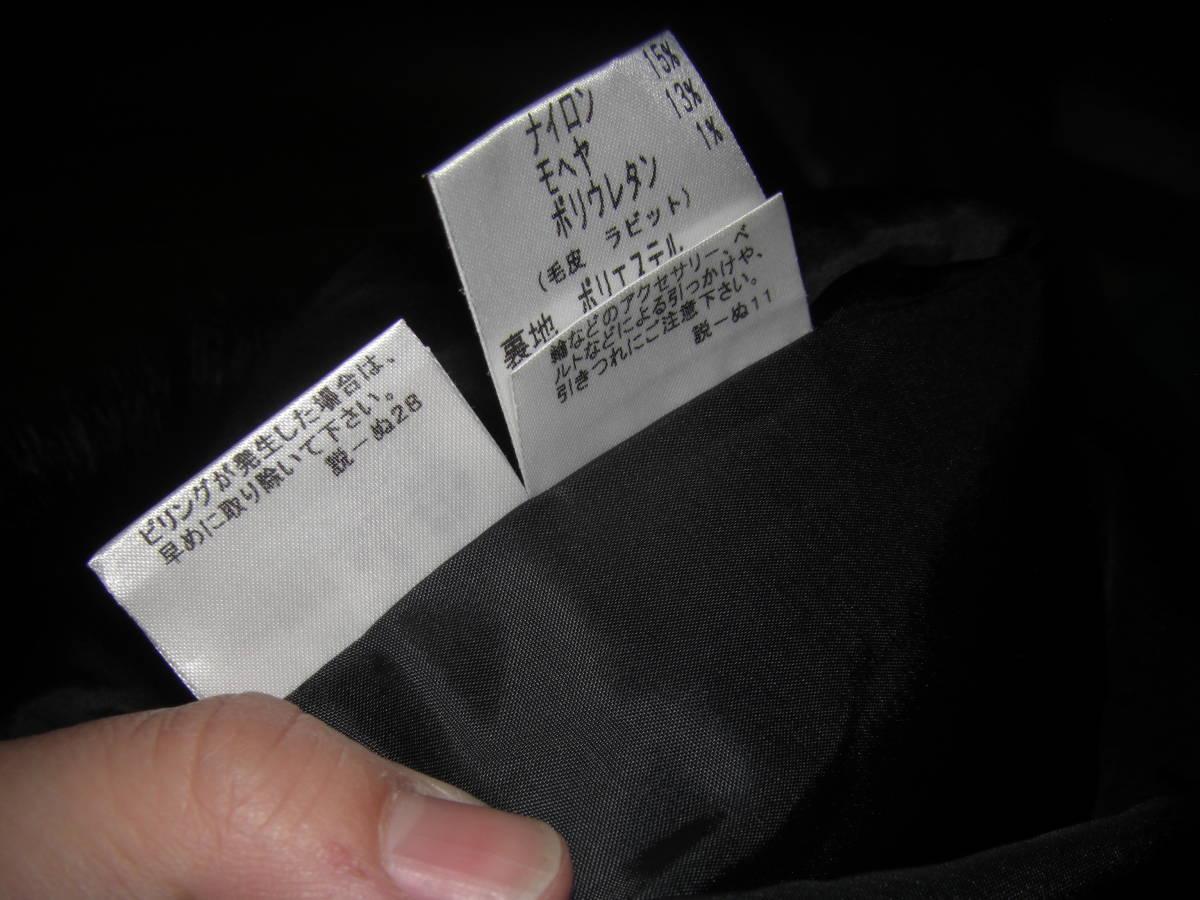 ナイロン 15%
モヘヤ 13%
ポリウレタン 1%
(毛皮 ラビット)
裏地 ポリエステル
輪などのアクセサリー、ベ
ルトなどによる引っかけや、
引きつれにご注意下さい。
説ーぬ11
ピリングが発生した場合は、
早めに取り除いて下さい。
説ーぬ28